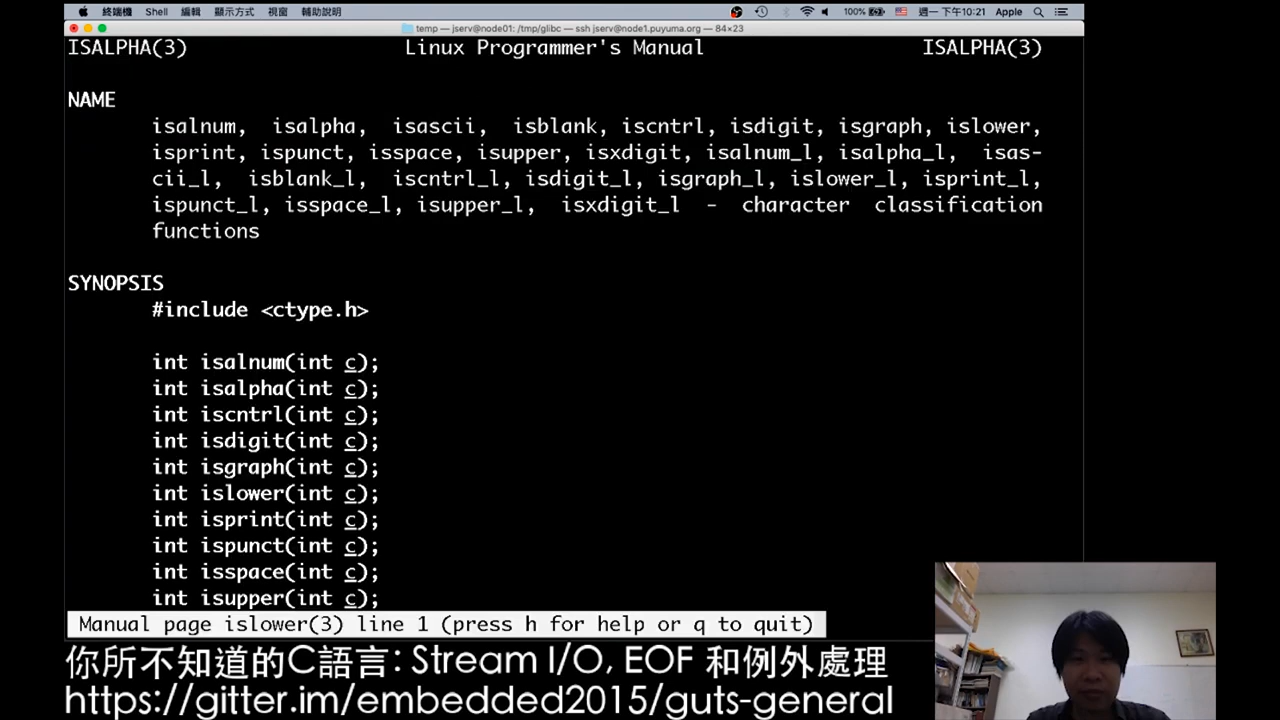 終端機 Shell 編輯 顯示方式 視窗 輔助說明 100% 週一 下午10:21 Apple
temp — jserv@node01: /tmp/glibc — ssh jserv@node1.puyuma.org — 84×23
ISALPHA(3) Linux Programmer's Manual ISALPHA(3)
NAME
isalnum, isalpha, isascii, isblank, iscntrl, isdigit, isgraph, islower,
isprint, ispunct, isspace, isupper, isxdigit, isalnum_l, isalpha_l, isas-
cii_l, isblank_l, iscntrl_l, isdigit_l, isgraph_l, islower_l, isprint_l,
ispunct_l, isspace_l, isupper_l, isxdigit_l - character classification
functions
SYNOPSIS
#include <ctype.h>
int isalnum(int c);
int isalpha(int c);
int iscntrl(int c);
int isdigit(int c);
int isgraph(int c);
int islower(int c);
int isprint(int c);
int ispunct(int c);
int isspace(int c);
int isupper(int c);
Manual page islower(3) line 1 (press h for help or q to quit)
你所不知道的C語言: Stream I/O, EOF 和例外處理
https://gitter.im/embedded2015/guts-general